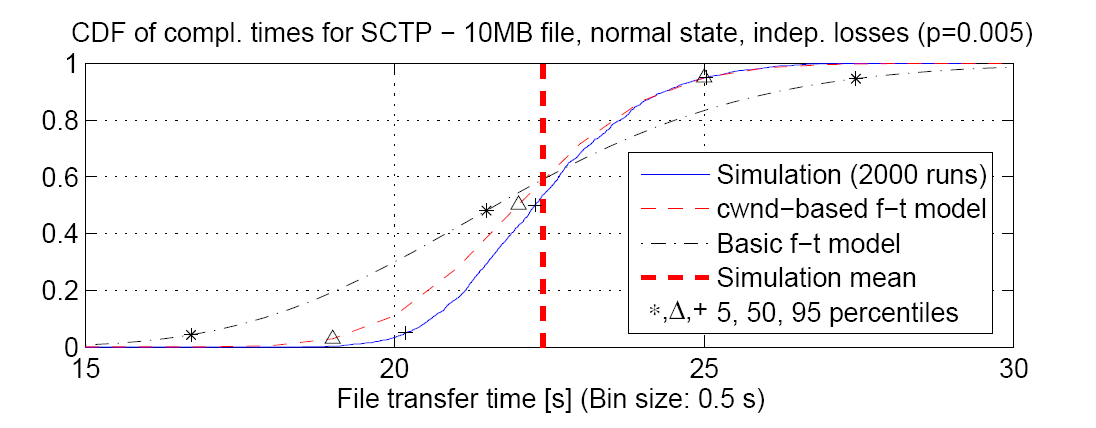 CDF of compl. times for SCTP − 10MB file, normal state, indep. losses (p=0.005)
1
0.8
0.6
0.4
0.2
0
15
20
25
30
Simulation (2000 runs)
cwnd−based f−t model
Basic f−t model
Simulation mean
*,Δ,+ 5, 50, 95 percentiles
File transfer time [s] (Bin size: 0.5 s)